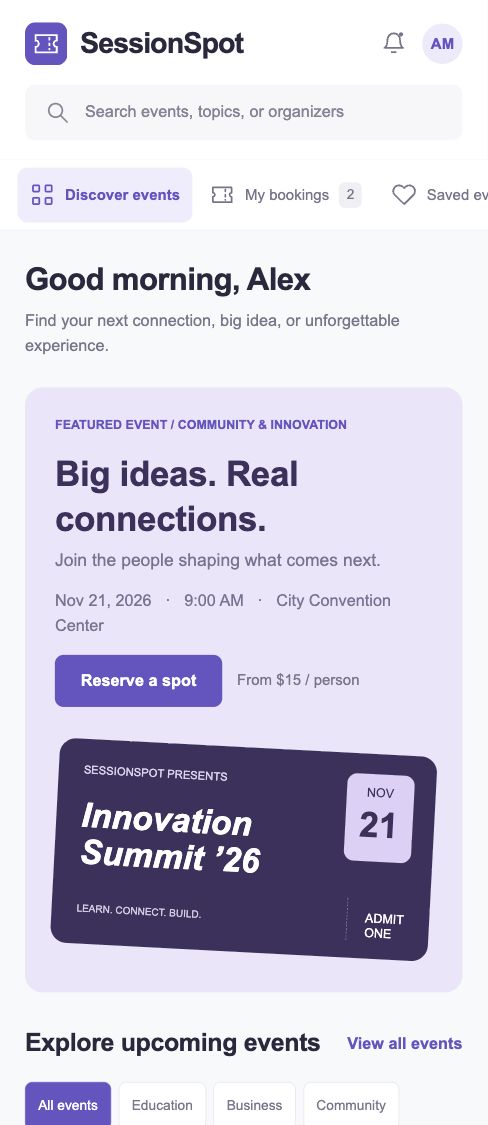 SessionSpot
AM
Search events, topics, or organizers
Discover events
My bookings
2
Saved ev
Good morning, Alex
Find your next connection, big idea, or unforgettable
experience.
FEATURED EVENT / COMMUNITY & INNOVATION
Big ideas. Real
connections.
Join the people shaping what comes next.
Nov 21, 2026 · 9:00 AM · City Convention
Center
Reserve a spot
From $15 / person
SESSIONSPOT PRESENTS
NOV
21
Innovation
Summit ’26
LEARN. CONNECT. BUILD.
ADMIT
ONE
Explore upcoming events
View all events
All events
Education
Business
Community